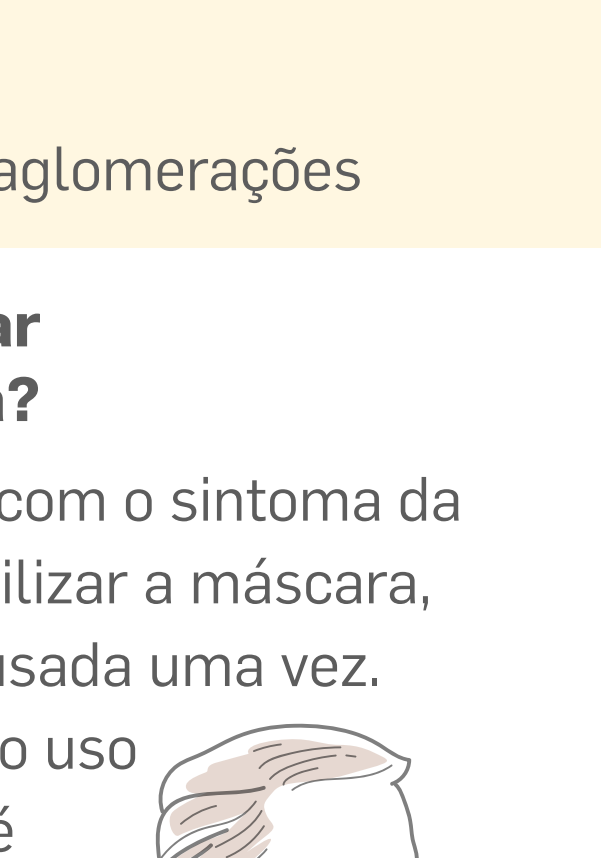 aglomerações
ar
a?
com o sintoma da
ilizar a máscara,
usada uma vez.
o uso
é